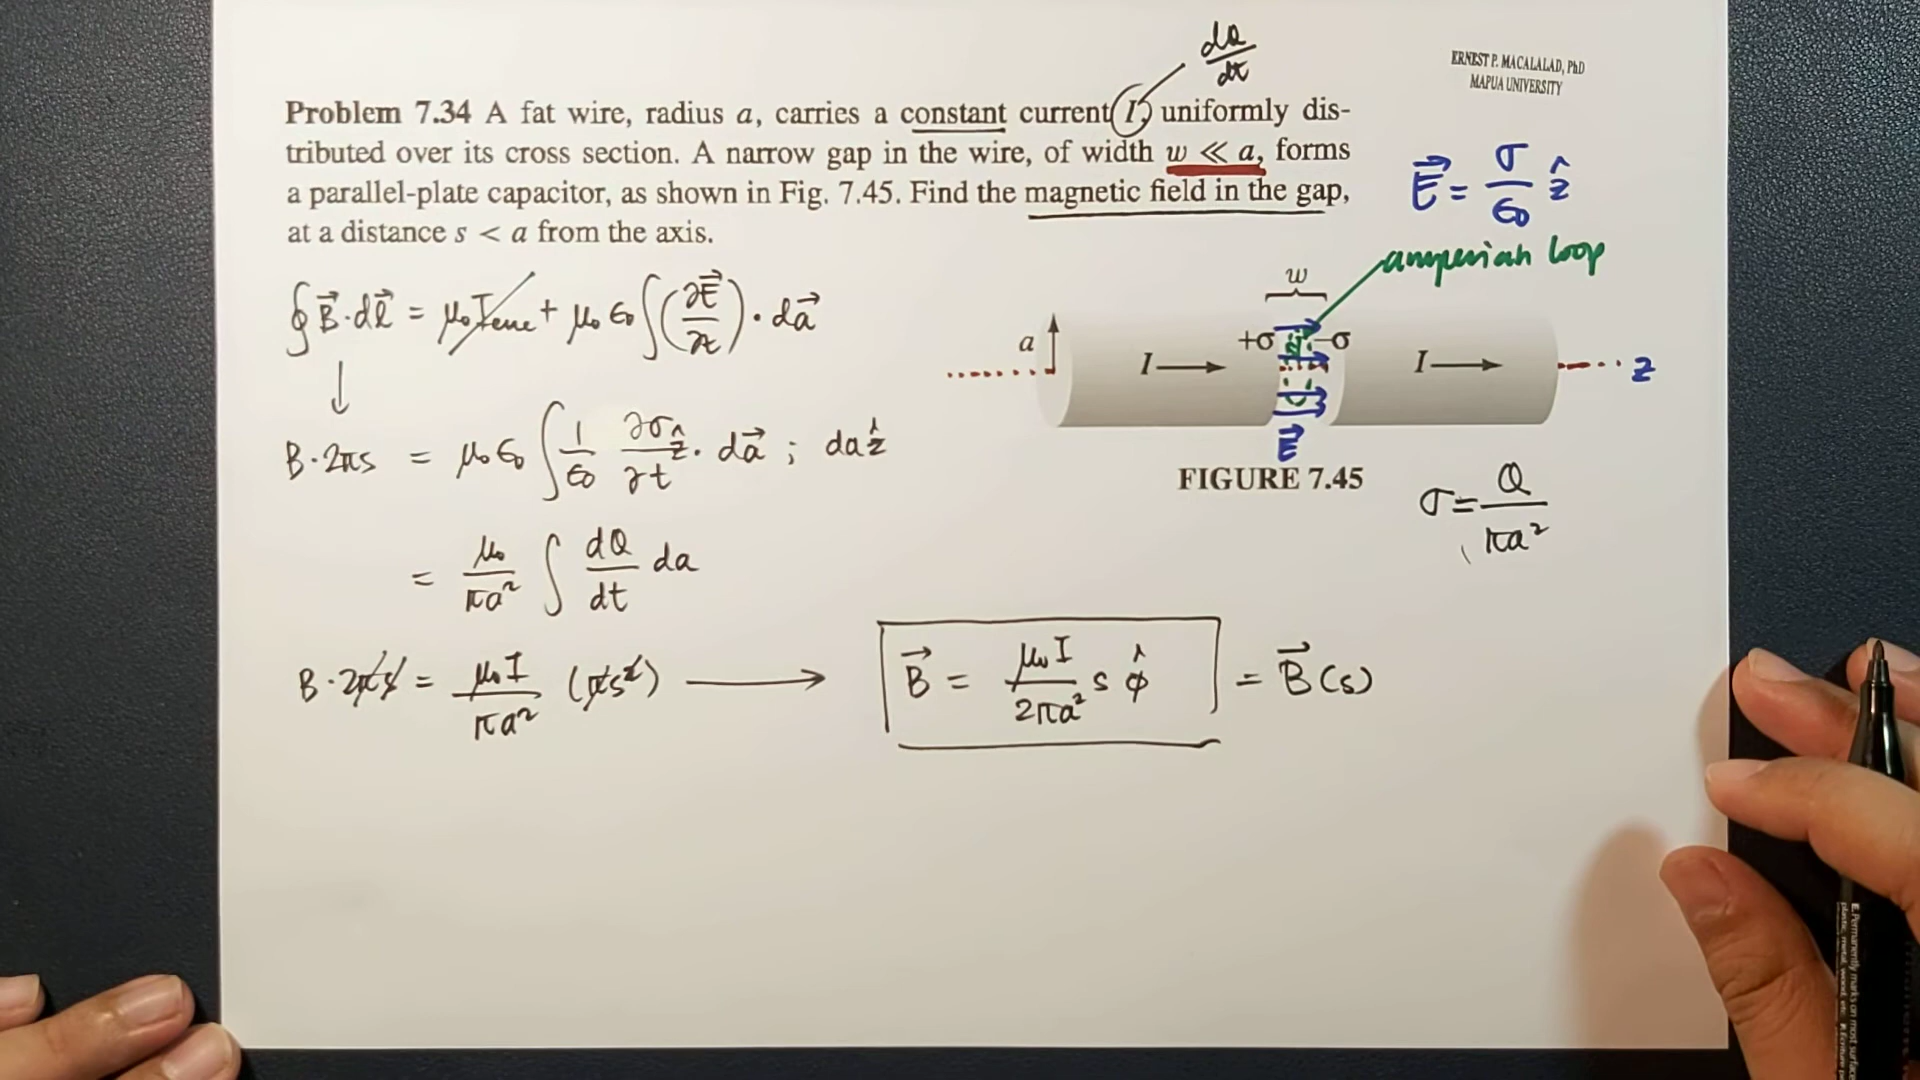 dQ/dt
ERNEST P. MACALALAD, PhD
MAPUA UNIVERSITY
Problem 7.34 A fat wire, radius a, carries a constant current I, uniformly dis-
tributed over its cross section. A narrow gap in the wire, of width w ≪ a, forms
a parallel-plate capacitor, as shown in Fig. 7.45. Find the magnetic field in the gap,
at a distance s < a from the axis.
E⃗ = σ/ε₀ ẑ
amperian loop
∮ B⃗·dl⃗ = μ₀ I_enc + μ₀ ε₀ ∫ (∂E⃗/∂t) · da⃗
w
a
+σ
-σ
I
I
z
E⃗
B·2πs = μ₀ε₀ ∫ 1/ε₀ ∂σ/∂t ẑ · da⃗ ; da ẑ
FIGURE 7.45
σ = Q/πa²
= μ₀/πa² ∫ dQ/dt da
B·2πs = μ₀I/πa² (πs²) → B⃗ = μ₀I/2πa² s φ̂ = B⃗(s)